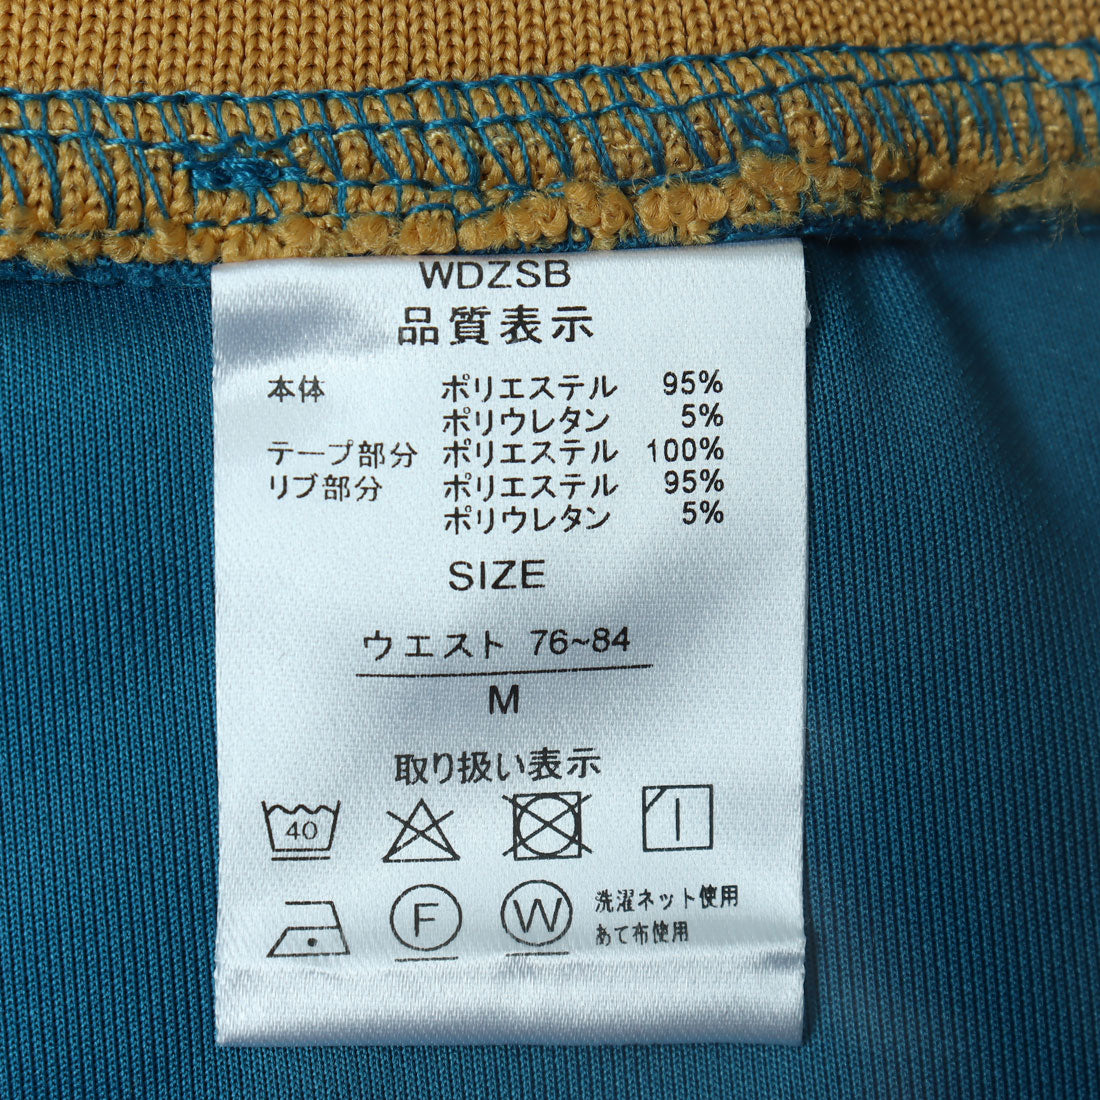 WDZSB
品質表示
本体 ポリエステル 95%
ポリウレタン 5%
テープ部分 ポリエステル 100%
リブ部分 ポリエステル 95%
ポリウレタン 5%
SIZE
ウエスト 76~84
M
取り扱い表示
40
F W 洗濯ネット使用
あて布使用